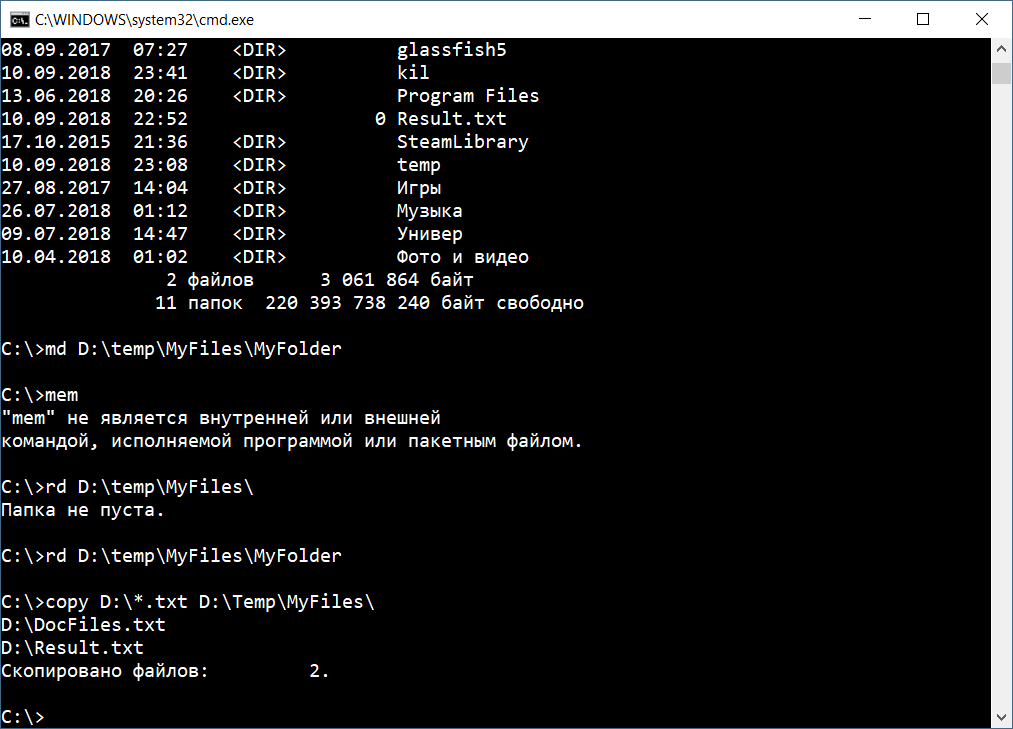 C:\WINDOWS\system32\cmd.exe
08.09.2017  07:27    <DIR>          glassfish5
10.09.2018  23:41    <DIR>          kil
13.06.2018  20:26    <DIR>          Program Files
10.09.2018  22:52                 0 Result.txt
17.10.2015  21:36    <DIR>          SteamLibrary
10.09.2018  23:08    <DIR>          temp
27.08.2017  14:04    <DIR>          Игры
26.07.2018  01:12    <DIR>          Музыка
09.07.2018  14:47    <DIR>          Универ
10.04.2018  01:02    <DIR>          Фото и видео
               2 файлов      3 061 864 байт
              11 папок  220 393 738 240 байт свободно
C:\>md D:\temp\MyFiles\MyFolder
C:\>mem
"mem" не является внутренней или внешней
командой, исполняемой программой или пакетным файлом.
C:\>rd D:\temp\MyFiles\
Папка не пуста.
C:\>rd D:\temp\MyFiles\MyFolder
C:\>copy D:\*.txt D:\Temp\MyFiles\
D:\DocFiles.txt
D:\Result.txt
Скопировано файлов:         2.
C:\>